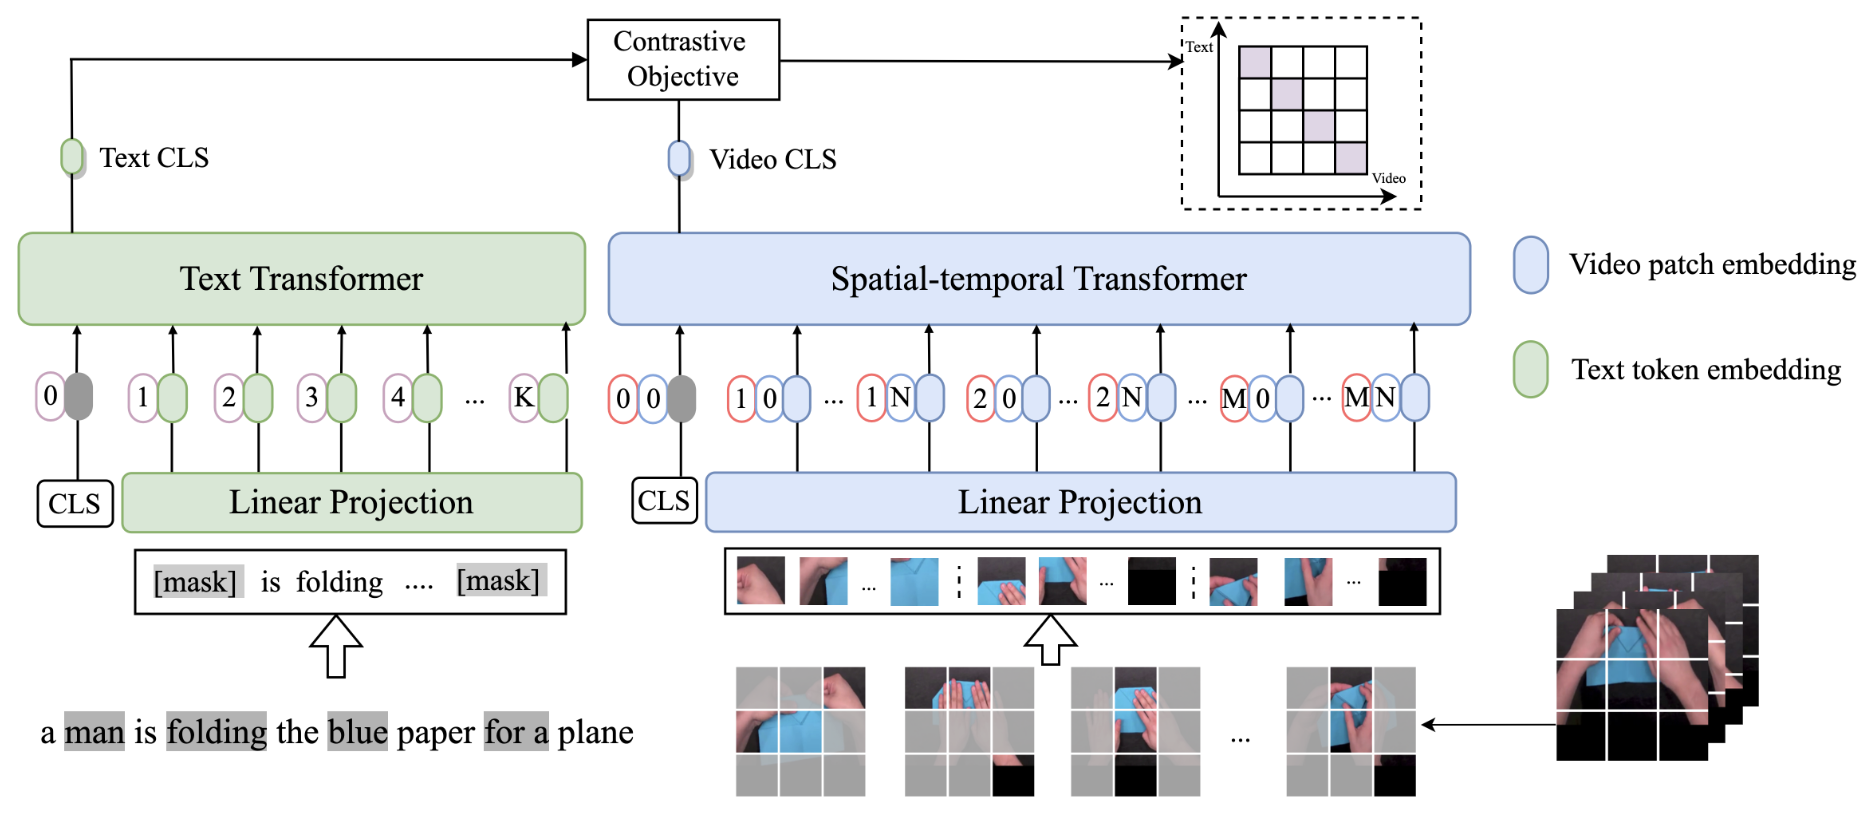 Contrastive
Objective
Text
Video
Text CLS
Video CLS
Text Transformer
Spatial-temporal Transformer
Video patch embedding
Text token embedding
0 1 2 3 4 ... K
0 0 1 0 ... 1 N 2 0 ... 2 N ... M 0 ... M N
CLS
Linear Projection
CLS
Linear Projection
[mask] is folding .... [mask]
... ... ...
a man is folding the blue paper for a plane
...